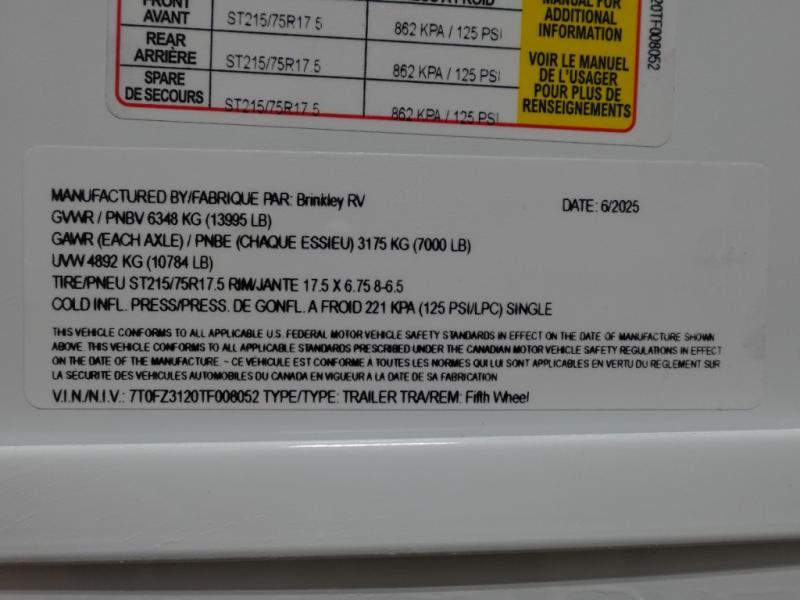 FRONT
AVANT
ST215/75R17.5
862 KPA / 125 PSI
REAR
ARRIÈRE
ST215/75R17.5
862 KPA / 125 PSI
SPARE
DE SECOURS
ST215/75R17.5
862 KPA / 125 PSI
MANUAL FOR
ADDITIONAL
INFORMATION
VOIR LE MANUEL
DE L'USAGER
POUR PLUS DE
RENSEIGNEMENTS
20TF008052
MANUFACTURED BY/FABRIQUE PAR: Brinkley RV DATE: 6/2025
GVWR / PNBV 6348 KG (13995 LB)
GAWR (EACH AXLE) / PNBE (CHAQUE ESSIEU) 3175 KG (7000 LB)
UVW 4892 KG (10784 LB)
TIRE/PNEU ST215/75R17.5 RIM/JANTE 17.5 X 6.75 8-6.5
COLD INFL. PRESS/PRESS. DE GONFL. A FROID 221 KPA (125 PSI/LPC) SINGLE
THIS VEHICLE CONFORMS TO ALL APPLICABLE U.S. FEDERAL MOTOR VEHICLE SAFETY STANDARDS IN EFFECT ON THE DATE OF MANUFACTURE SHOWN
ABOVE. THIS VEHICLE CONFORMS TO ALL APPLICABLE STANDARDS PRESCRIBED UNDER THE CANADIAN MOTOR VEHICLE SAFETY REGULATIONS IN EFFECT
ON THE DATE OF THE MANUFACTURE. ~ CE VEHICULE EST CONFORME À TOUTES LES NORMES QUI LUI SONT APPLICABLES EN VERTU DU REGLEMENT SUR
LA SECURITE DES VÉHICULES AUTOMOBILES DU CANADA EN VIGUEUR A LA DATE DE SA FABRICATION
V.I.N./N.I.V.: 7T0FZ3120TF008052 TYPE/TYPE: TRAILER TRA/REM: Fifth Wheel